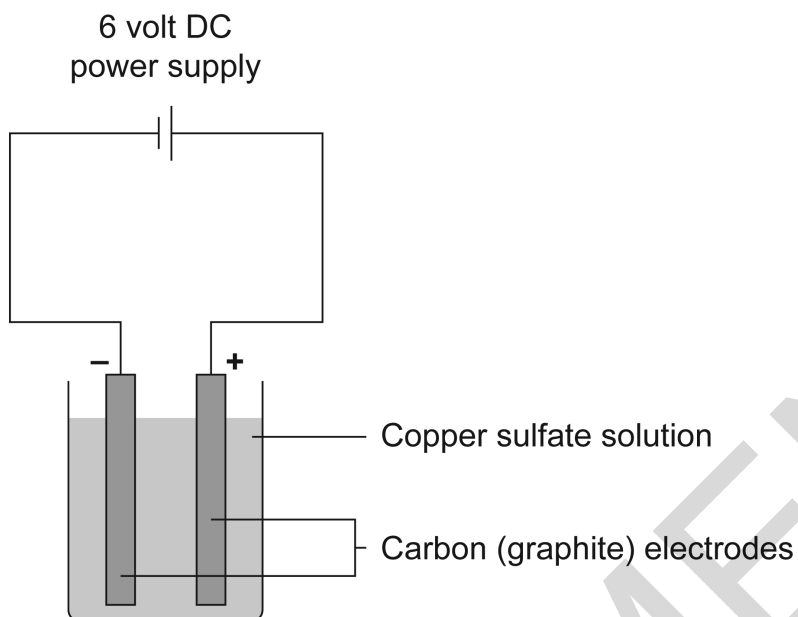 6 volt DC
power supply
–
+
Copper sulfate solution
Carbon (graphite) electrodes